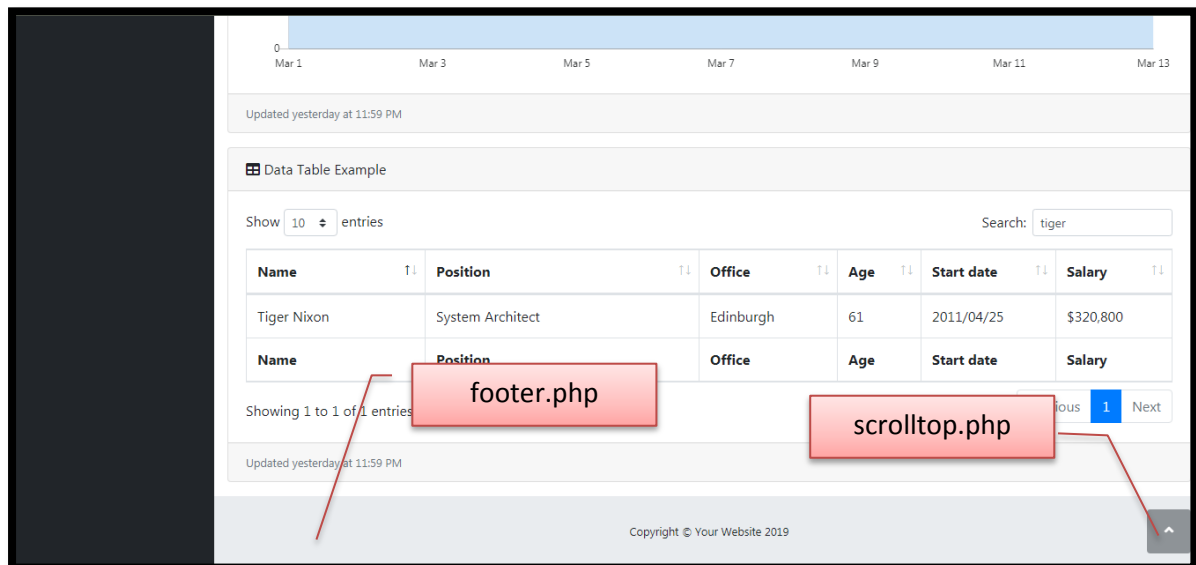 0
Mar 1 Mar 3 Mar 5 Mar 7 Mar 9 Mar 11 Mar 13
Updated yesterday at 11:59 PM
Data Table Example
Show 10 entries Search: tiger
Name Position Office Age Start date Salary
Tiger Nixon System Architect Edinburgh 61 2011/04/25 $320,800
Name Position Office Age Start date Salary
footer.php
Showing 1 to 1 of 1 entries 1 Next
scrolltop.php
Updated yesterday at 11:59 PM
Copyright © Your Website 2019